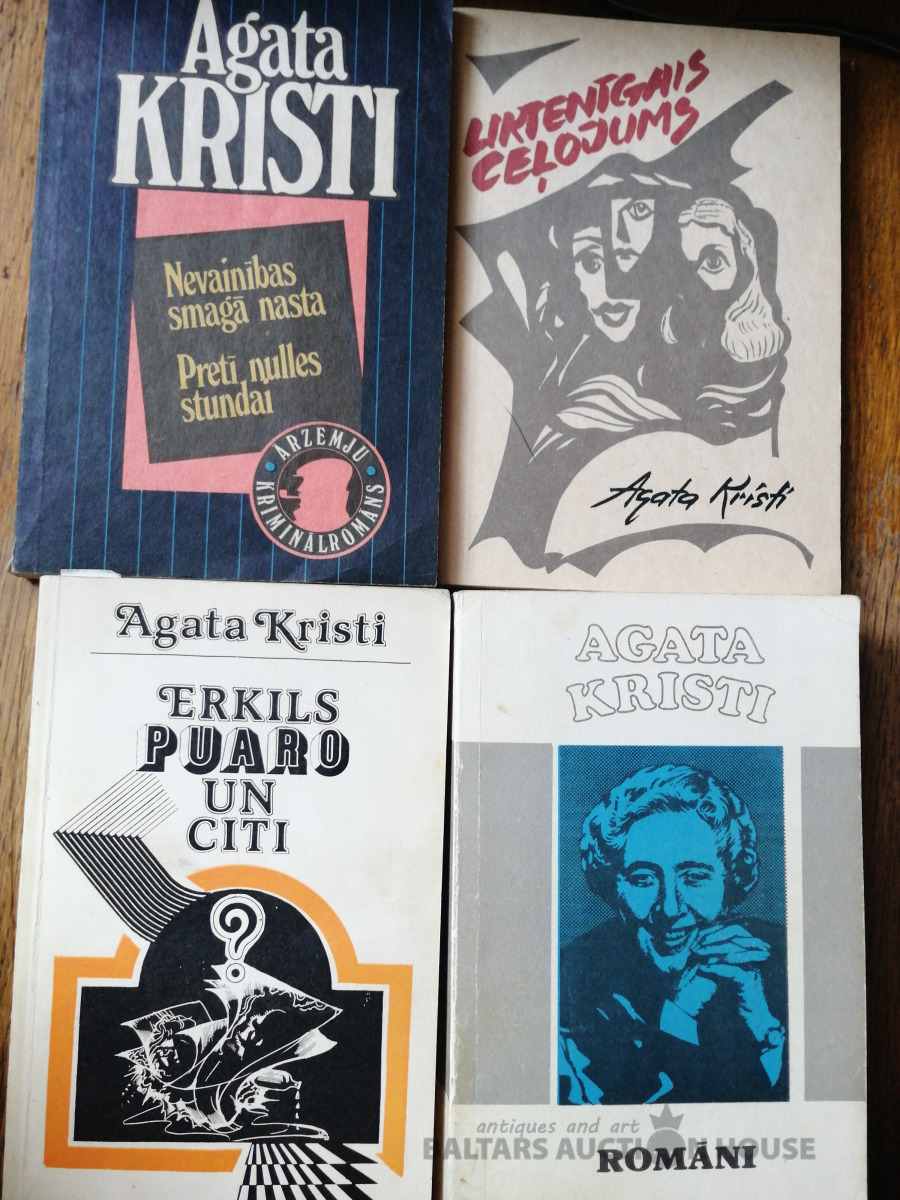 Agata
KRISTI
Nevainības
smagā nasta
Pretī nulles
stundai
ĀRZEMJU
KRIMINĀLROMĀNS
LIKTENĪGAIS
CEĻOJUMS
Agata Kristi
Agata Kristi
ERKILS
PUARO
UN
CITI
?
AGATA
KRISTI
antiques and art
BALTARS AUCTION HOUSE
ROMĀNI